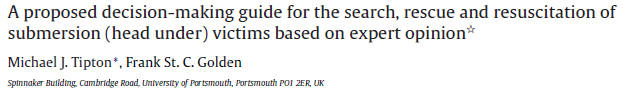 A proposed decision-making guide for the search, rescue and resuscitation of
submersion (head under) victims based on expert opinion☆
Michael J. Tipton*, Frank St. C. Golden
Spinnaker Building, Cambridge Road, University of Portsmouth, Portsmouth PO1 2ER, UK